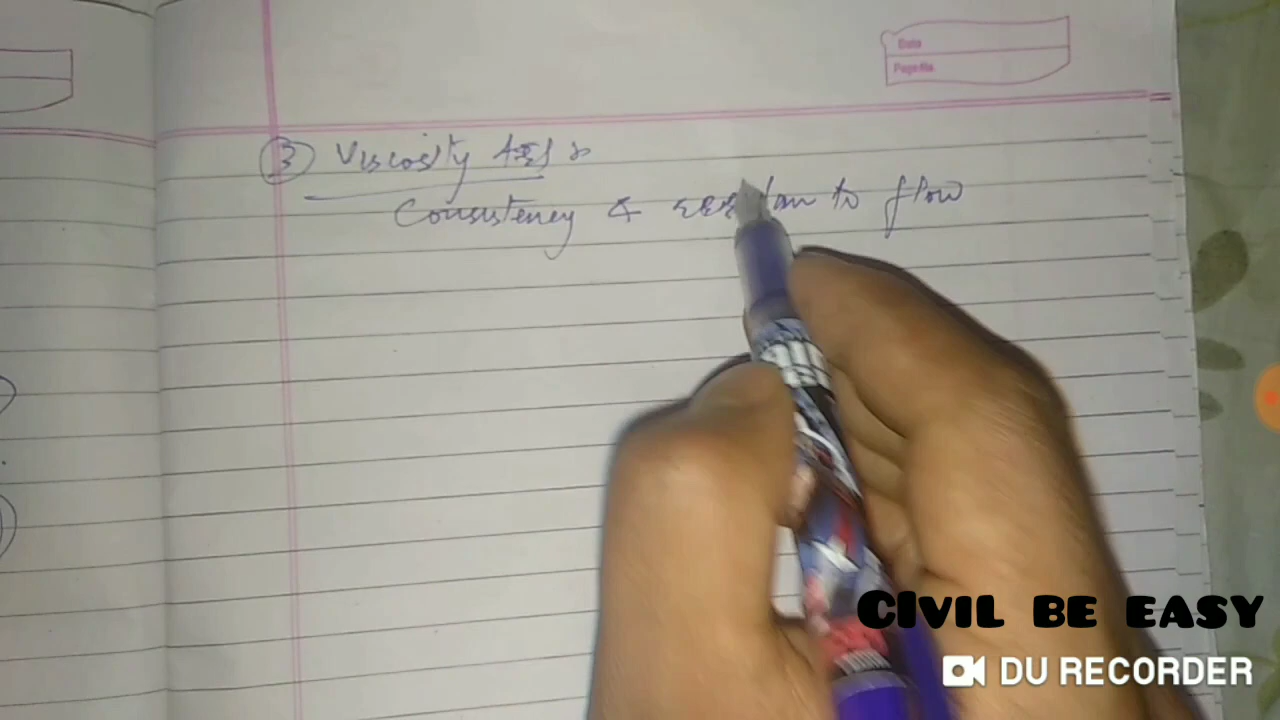 Date
Page No.
③ Viscosity test :-
Consistency & to flow
CIVIL BE EASY
DU RECORDER